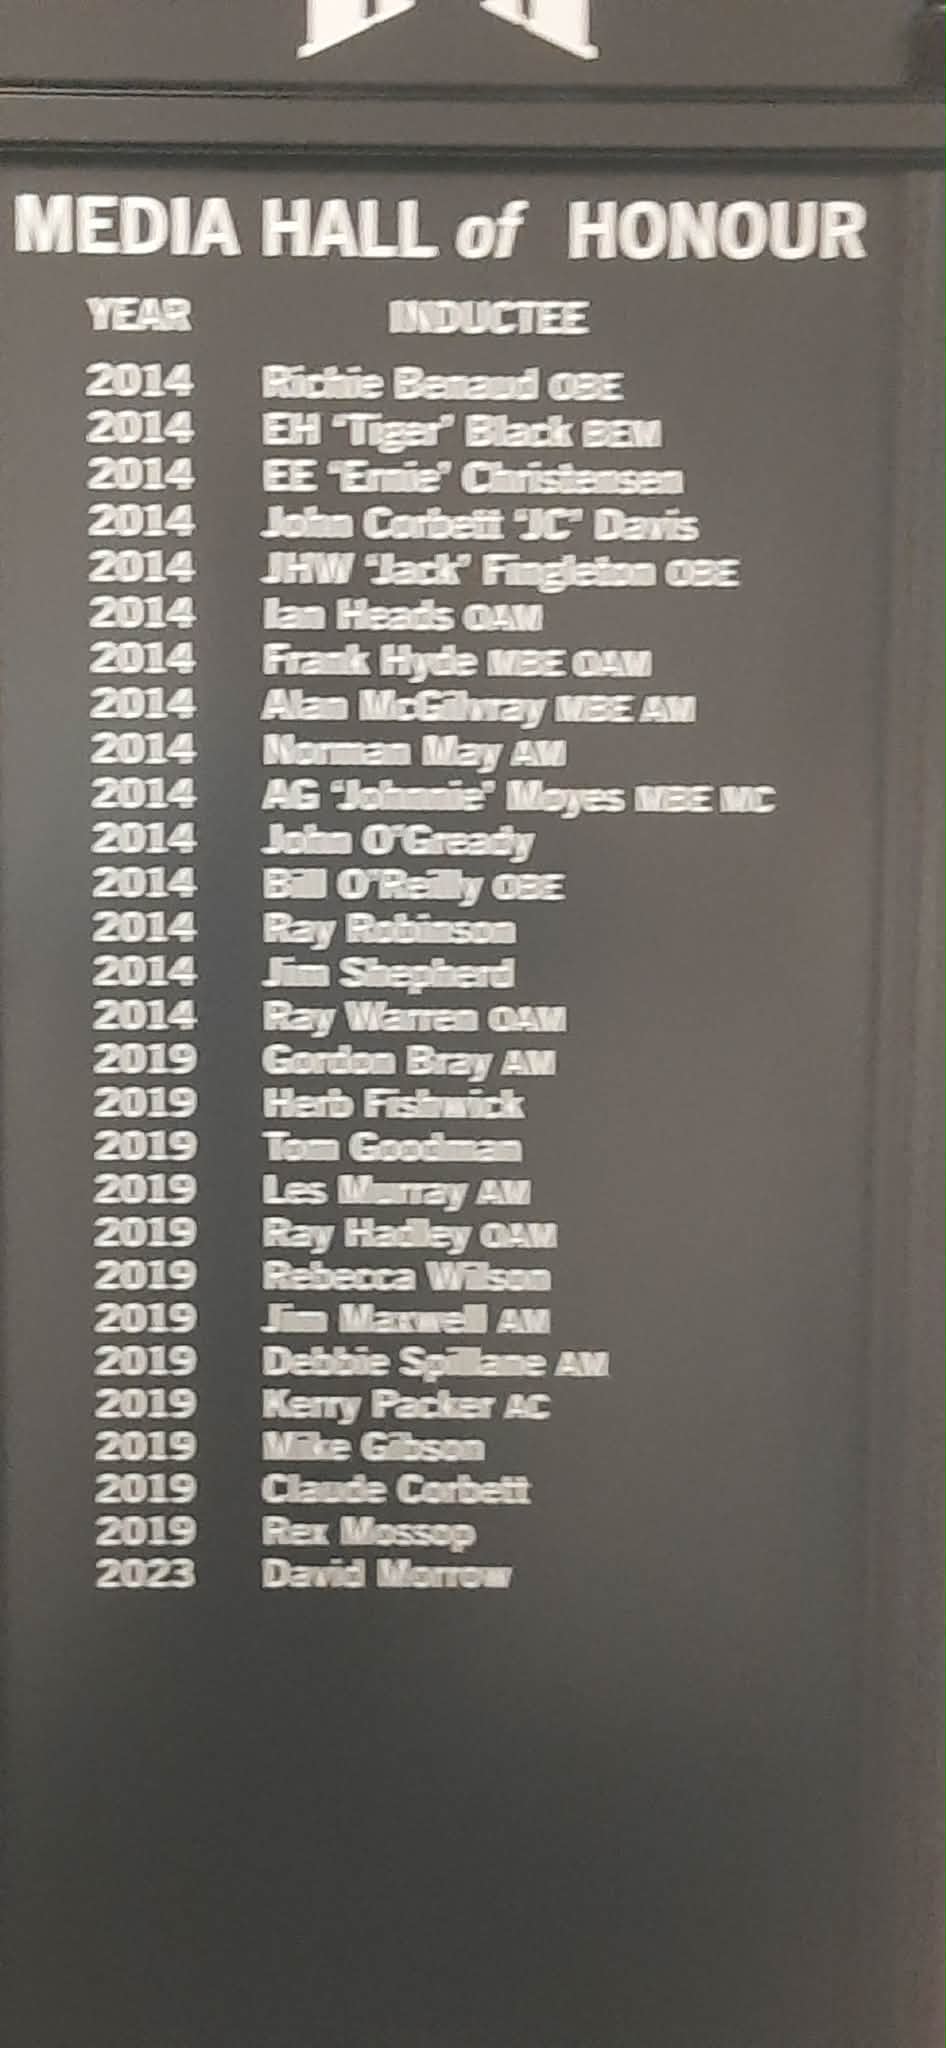 MEDIA HALL of HONOUR
YEAR INDUCTEE
2014 Richie Benaud OBE
2014 EH 'Tiger' Black BEM
2014 EE 'Ernie' Christensen
2014 John Corbett 'JC' Davis
2014 JHW 'Jack' Fingleton OBE
2014 Ian Heads OAM
2014 Frank Hyde MBE OAM
2014 Alan McGilvray MBE AM
2014 Norman May AM
2014 AG 'Johnnie' Moyes MBE MC
2014 John O'Gready
2014 Bill O'Reilly OBE
2014 Ray Robinson
2014 Jim Shepherd
2014 Ray Warren OAM
2019 Gordon Bray AM
2019 Herb Fishwick
2019 Tom Goodman
2019 Les Murray AM
2019 Ray Hadley OAM
2019 Rebecca Wilson
2019 Jim Maxwell AM
2019 Debbie Spillane AM
2019 Kerry Packer AC
2019 Mike Gibson
2019 Claude Corbett
2019 Rex Mossop
2023 David Morrow